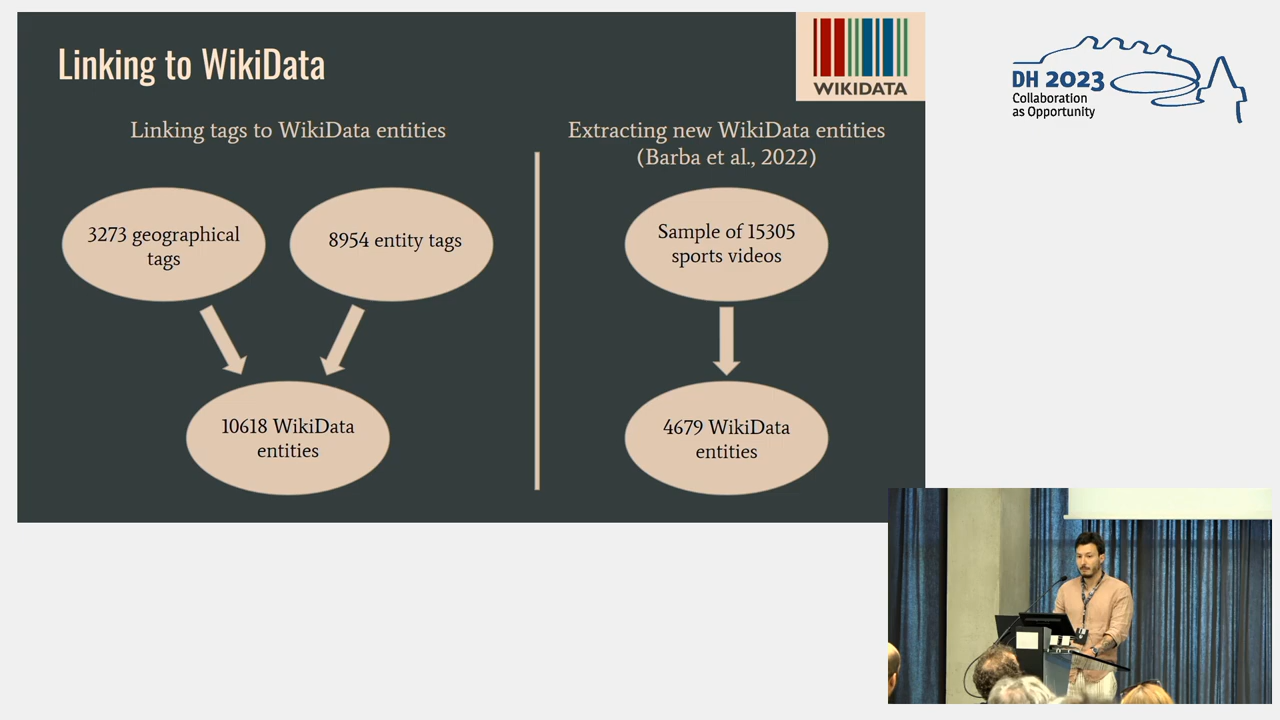 Linking to WikiData
WIKIDATA
DH 2023
Collaboration
as Opportunity
Linking tags to WikiData entities
Extracting new WikiData entities
(Barba et al., 2022)
3273 geographical
tags
8954 entity tags
Sample of 15305
sports videos
10618 WikiData
entities
4679 WikiData
entities